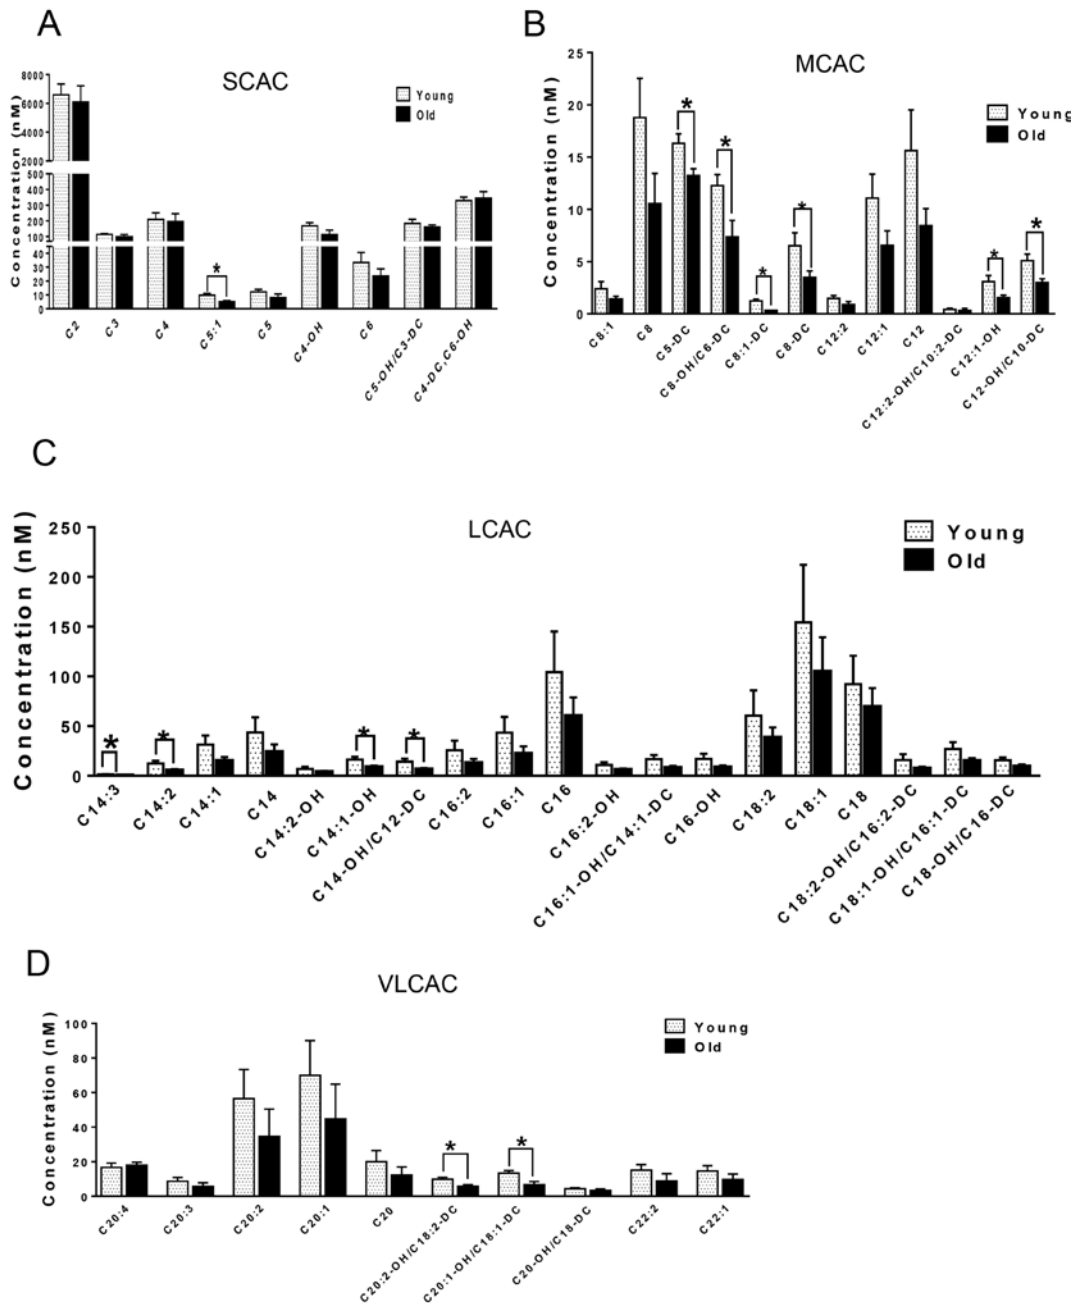 A
SCAC
Concentration (nM)
8000
6000
4000
2000
500
400
300
200
100
40
30
20
10
0
Young
Old
*
C2
C3
C4
C5:1
C5
C4-OH
C6
C5-OH/C3-DC
C4-DC,C6-OH
B
MCAC
Concentration (nM)
25
20
15
10
5
0
Young
Old
*
*
*
*
*
*
C8:1
C8
C5-DC
C8-OH/C6-DC
C8:1-DC
C8-DC
C12:2
C12:1
C12
C12:2-OH/C10:2-DC
C12:1-OH
C12-OH/C10-DC
C
LCAC
Concentration (nM)
250
200
150
100
50
0
Young
Old
*
*
*
*
C14:3
C14:2
C14:1
C14
C14:2-OH
C14:1-OH
C14-OH/C12-DC
C16:2
C16:1
C16
C16:2-OH
C16:1-OH/C14:1-DC
C16-OH
C18:2
C18:1
C18
C18:2-OH/C16:2-DC
C18:1-OH/C16:1-DC
C18-OH/C16-DC
D
VLCAC
Concentration (nM)
100
80
60
40
20
0
Young
Old
*
*
C20:4
C20:3
C20:2
C20:1
C20
C20:2-OH/C18:2-DC
C20:1-OH/C18:1-DC
C20-OH/C18-DC
C22:2
C22:1